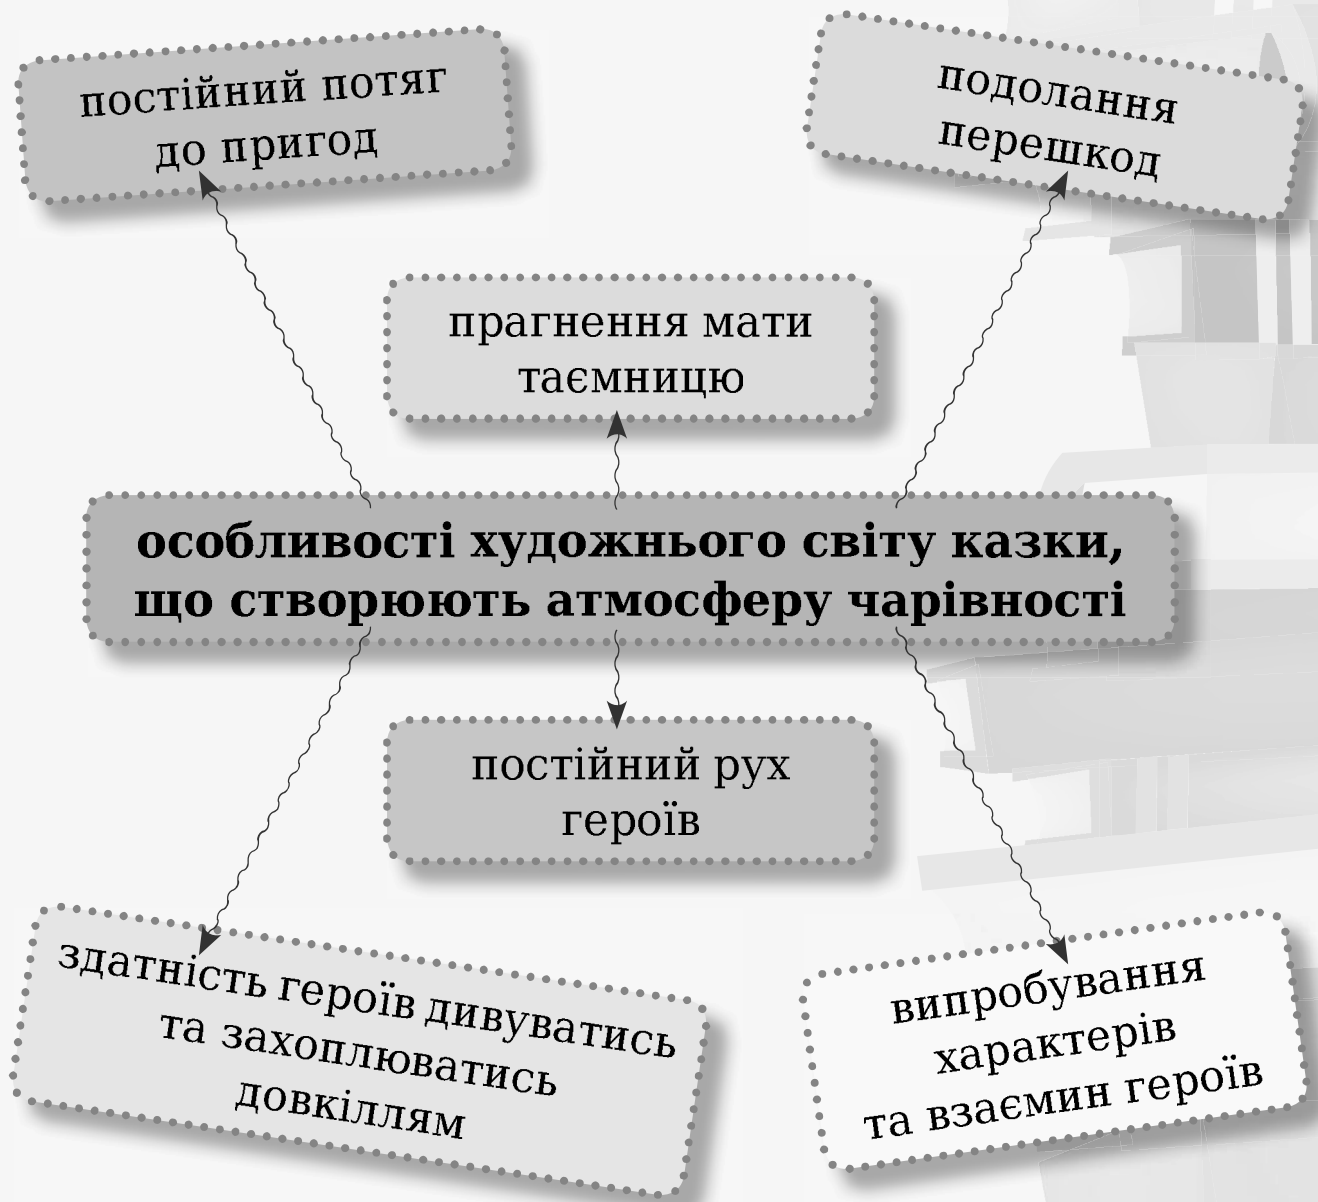 постійний потяг
до пригод
подолання
перешкод
прагнення мати
таємницю
особливості художнього світу казки,
що створюють атмосферу чарівності
постійний рух
героїв
здатність героїв дивуватись
та захоплюватись
довкіллям
випробування
характерів
та взаємин героїв